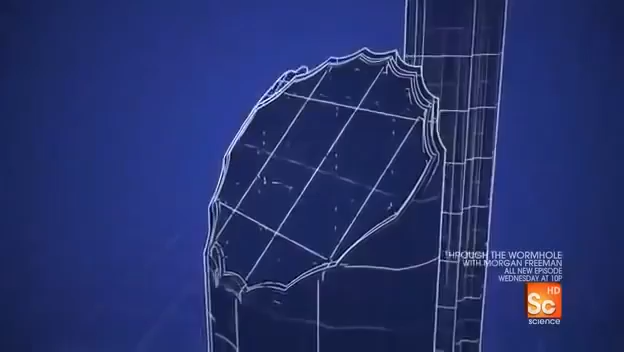 THROUGH THE WORMHOLE
WITH MORGAN FREEMAN
ALL NEW EPISODE
WEDNESDAY AT 10P
HD
Sc
science